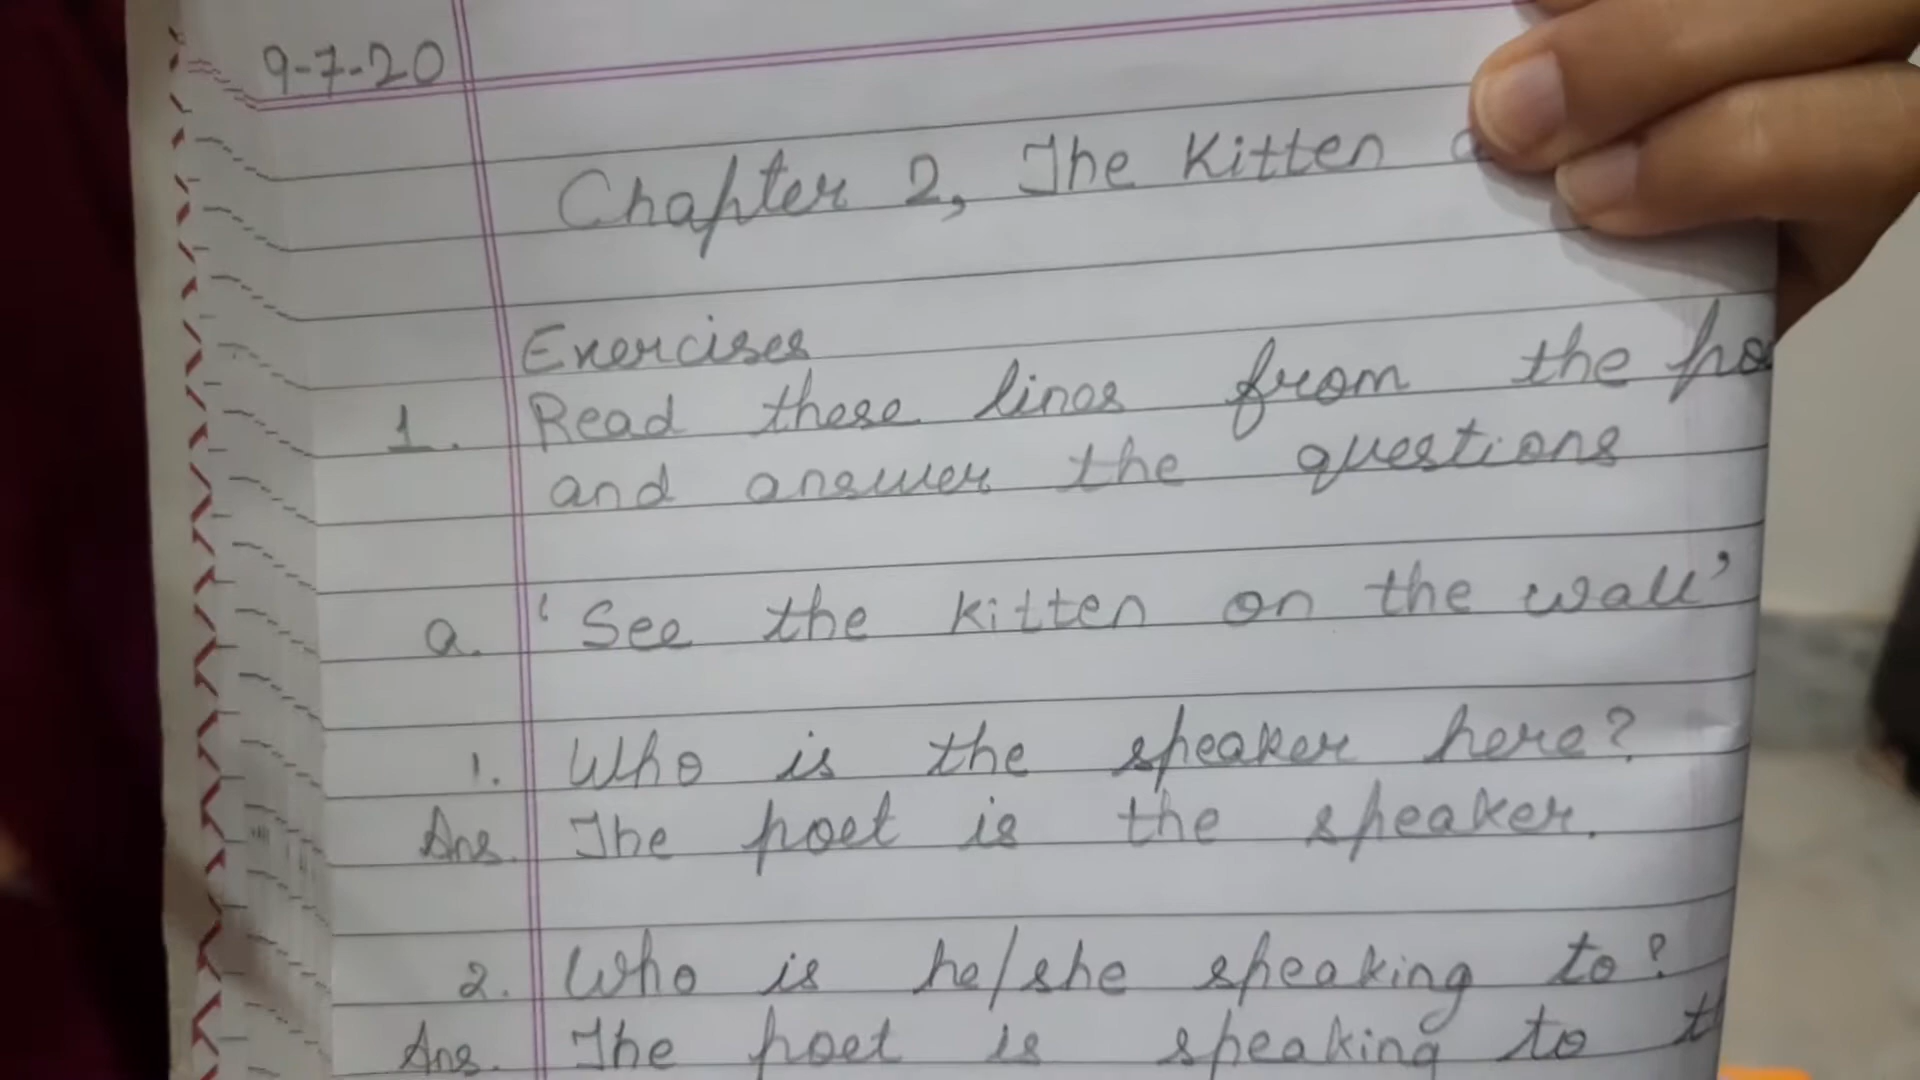 9-7-20
Chapter 2, The Kitten
Exercises
1. Read these lines from the
and answer the questions
a. 'See the kitten on the wall'
1. Who is the speaker here?
Ans. The poet is the speaker.
2. Who is he/she speaking to?
Ans. The poet is speaking to